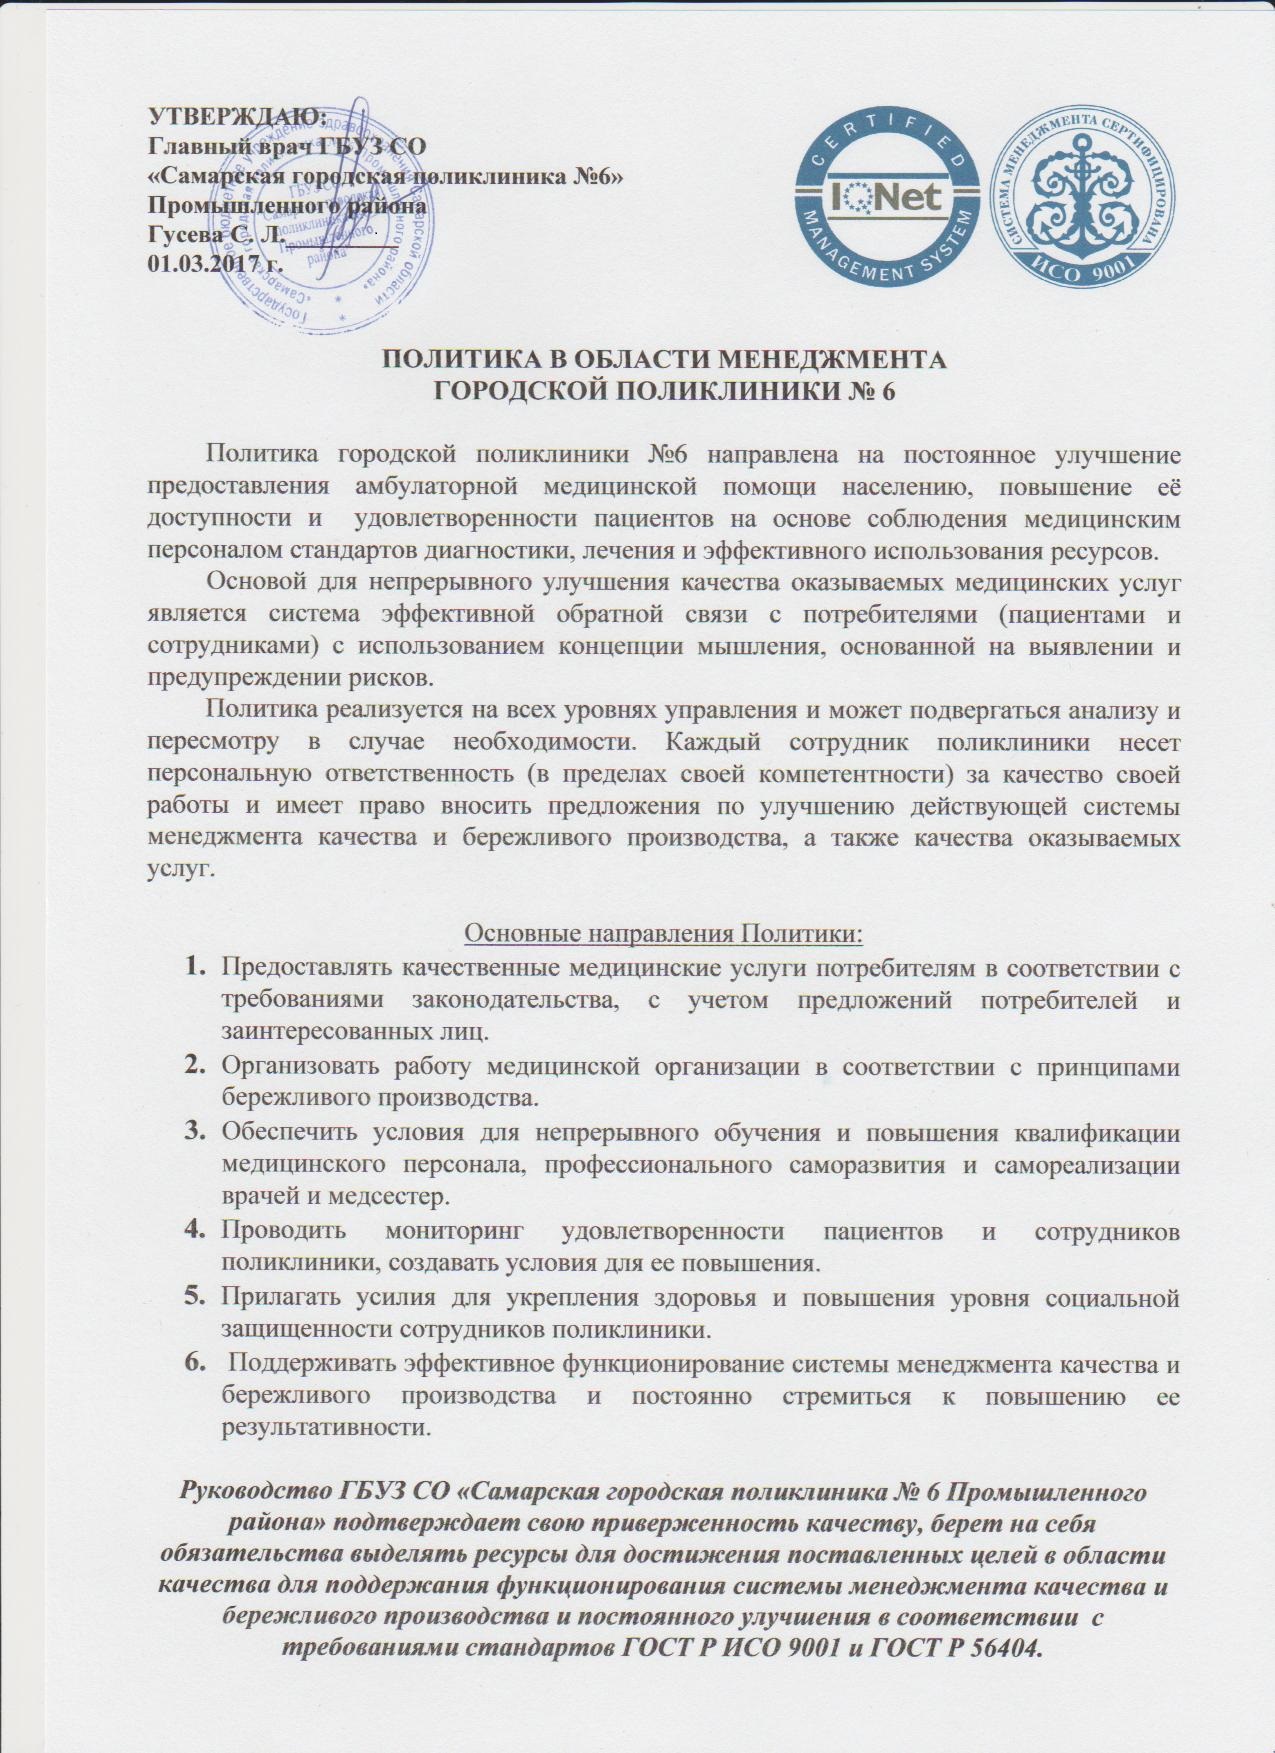 УТВЕРЖДАЮ:
Главный врач ГБУЗ СО
«Самарская городская поликлиника №6»
Промышленного района
Гусева С. Л.
01.03.2017 г.
ГБУЗ СО
Самарская городская
поликлиника
Промышленного
района
CERTIFIED
IQNet
MANAGEMENT SYSTEM
СИСТЕМА МЕНЕДЖМЕНТА СЕРТИФИЦИРОВАНА
ИСО 9001
ПОЛИТИКА В ОБЛАСТИ МЕНЕДЖМЕНТА
ГОРОДСКОЙ ПОЛИКЛИНИКИ № 6
Политика городской поликлиники №6 направлена на постоянное улучшение
предоставления амбулаторной медицинской помощи населению, повышение её
доступности и удовлетворенности пациентов на основе соблюдения медицинским
персоналом стандартов диагностики, лечения и эффективного использования ресурсов.
Основой для непрерывного улучшения качества оказываемых медицинских услуг
является система эффективной обратной связи с потребителями (пациентами и
сотрудниками) с использованием концепции мышления, основанной на выявлении и
предупреждении рисков.
Политика реализуется на всех уровнях управления и может подвергаться анализу и
пересмотру в случае необходимости. Каждый сотрудник поликлиники несет
персональную ответственность (в пределах своей компетентности) за качество своей
работы и имеет право вносить предложения по улучшению действующей системы
менеджмента качества и бережливого производства, а также качества оказываемых
услуг.
Основные направления Политики:
1. Предоставлять качественные медицинские услуги потребителям в соответствии с
требованиями законодательства, с учетом предложений потребителей и
заинтересованных лиц.
2. Организовать работу медицинской организации в соответствии с принципами
бережливого производства.
3. Обеспечить условия для непрерывного обучения и повышения квалификации
медицинского персонала, профессионального саморазвития и самореализации
врачей и медсестер.
4. Проводить мониторинг удовлетворенности пациентов и сотрудников
поликлиники, создавать условия для ее повышения.
5. Прилагать усилия для укрепления здоровья и повышения уровня социальной
защищенности сотрудников поликлиники.
6. Поддерживать эффективное функционирование системы менеджмента качества и
бережливого производства и постоянно стремиться к повышению ее
результативности.
Руководство ГБУЗ СО «Самарская городская поликлиника № 6 Промышленного
района» подтверждает свою приверженность качеству, берет на себя
обязательства выделять ресурсы для достижения поставленных целей в области
качества для поддержания функционирования системы менеджмента качества и
бережливого производства и постоянного улучшения в соответствии с
требованиями стандартов ГОСТ Р ИСО 9001 и ГОСТ Р 56404.